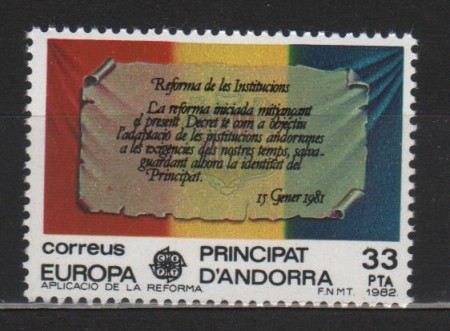 Reforma de les Institucions
La reforma iniciada mitjançant
el present Decret té com a objectiu
l'adaptació de les institucions andorranes
a les exigències dels nostres temps, salva-
guardant alhora la identitat del
Principat.
15 Gener 1981
correus
EUROPA
CEPT
PRINCIPAT
D'ANDORRA
33
PTA
APLICACIO DE LA REFORMA
F.N.M.T. 1982